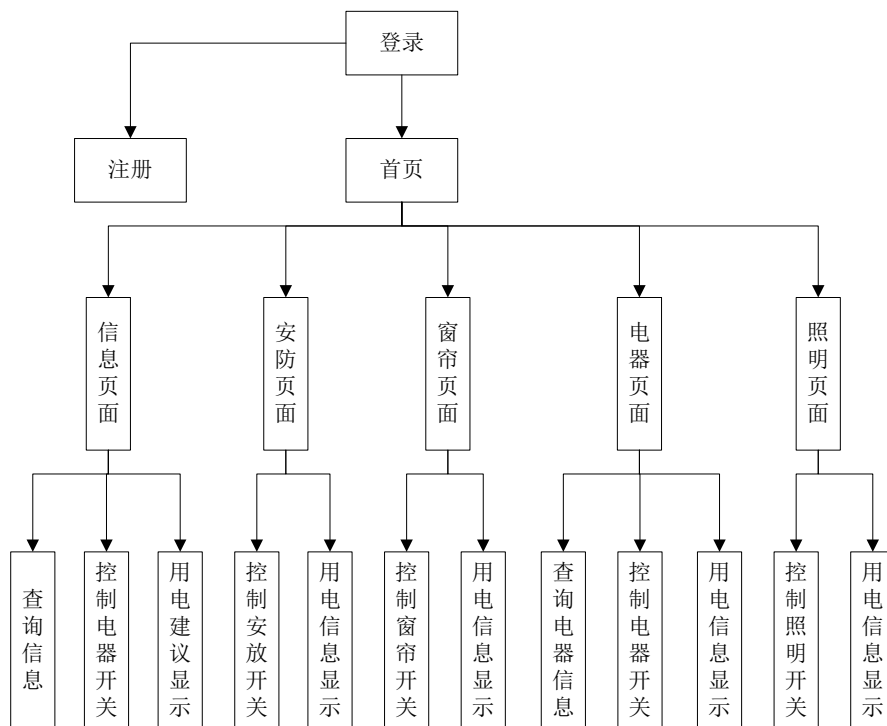 登录
注册
首页
信息页面
安防页面
窗帘页面
电器页面
照明页面
查询信息
控制电器开关
用电建议显示
控制安放开关
用电信息显示
控制窗帘开关
用电信息显示
查询电器信息
控制电器开关
用电信息显示
控制照明开关
用电信息显示